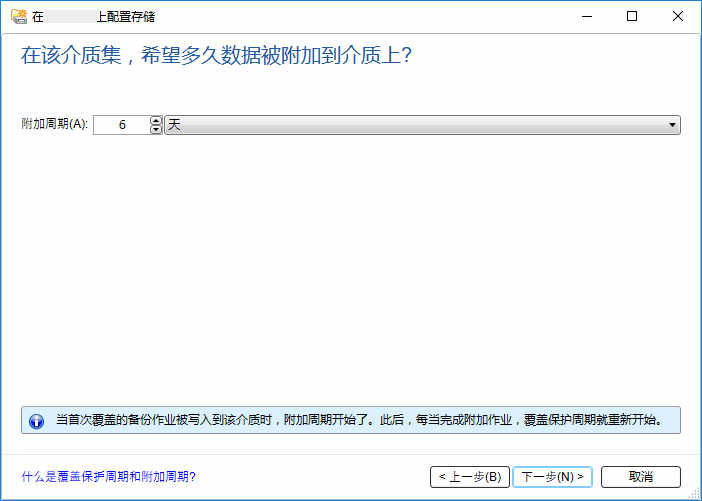 在 上配置存储
在该介质集，希望多久数据被附加到介质上?
附加周期(A): 6 天
当首次覆盖的备份作业被写入到该介质时，附加周期开始了。此后，每当完成附加作业，覆盖保护周期就重新开始。
什么是覆盖保护周期和附加周期? < 上一步(B) 下一步(N) > 取消